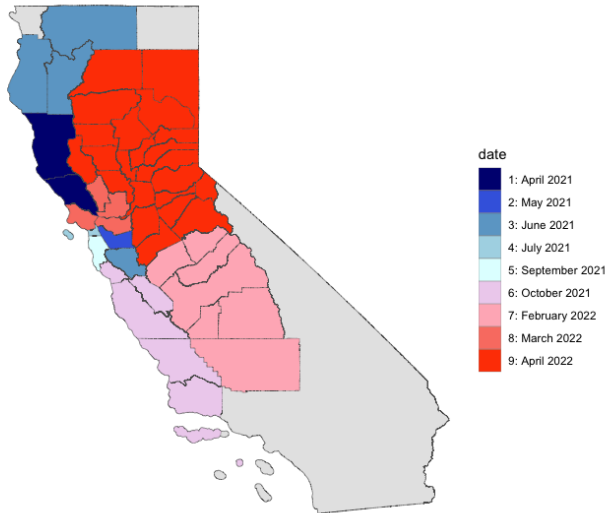 date
1: April 2021
2: May 2021
3: June 2021
4: July 2021
5: September 2021
6: October 2021
7: February 2022
8: March 2022
9: April 2022